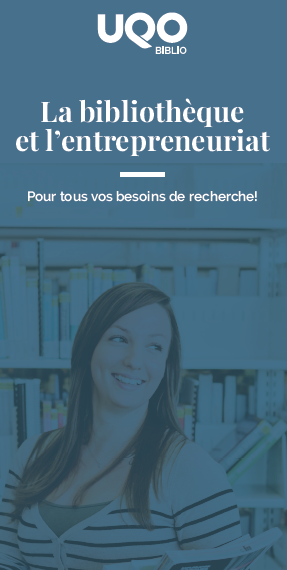 UQO
BIBLIO
La bibliothèque
et l’entrepreneuriat
Pour tous vos besoins de recherche!